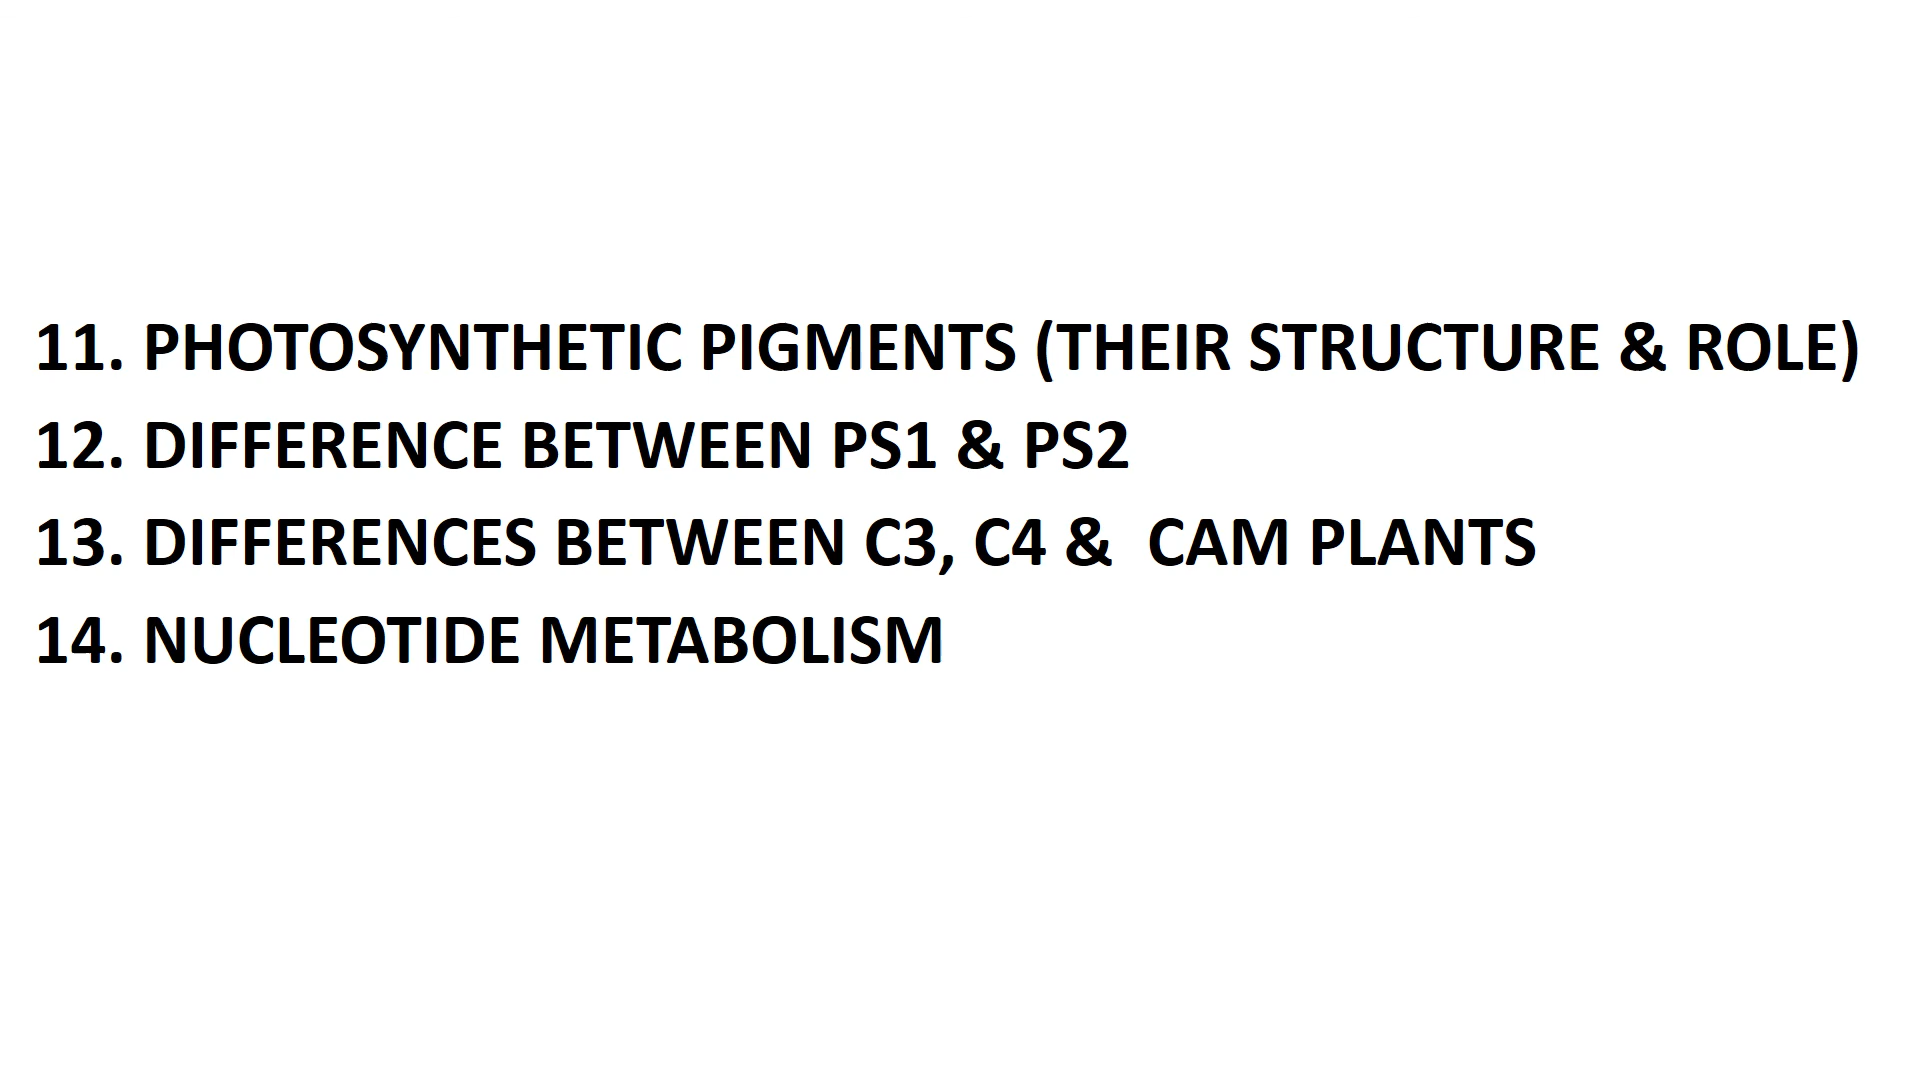 11. PHOTOSYNTHETIC PIGMENTS (THEIR STRUCTURE & ROLE)
12. DIFFERENCE BETWEEN PS1 & PS2
13. DIFFERENCES BETWEEN C3, C4 &  CAM PLANTS
14. NUCLEOTIDE METABOLISM